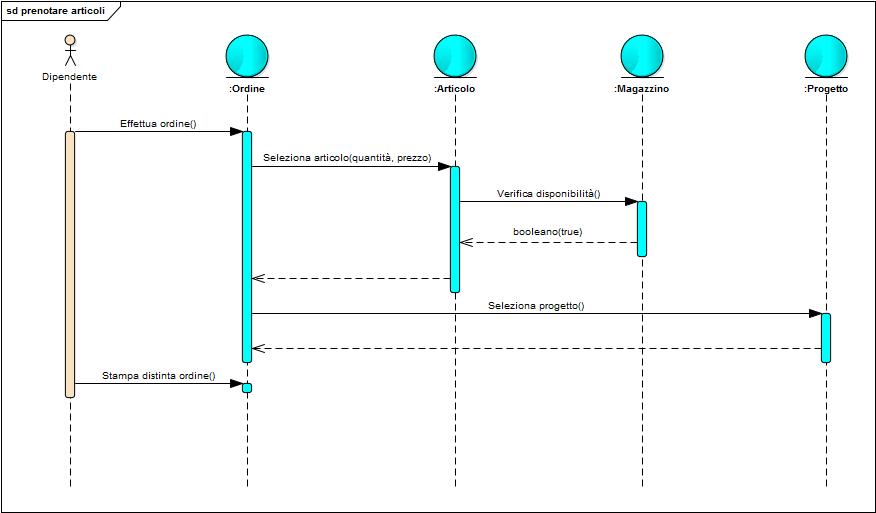 sd prenotare articoli
Dipendente
:Ordine
:Articolo
:Magazzino
:Progetto
Effettua ordine()
Seleziona articolo(quantità, prezzo)
Verifica disponibilità()
booleano(true)
Seleziona progetto()
Stampa distinta ordine()